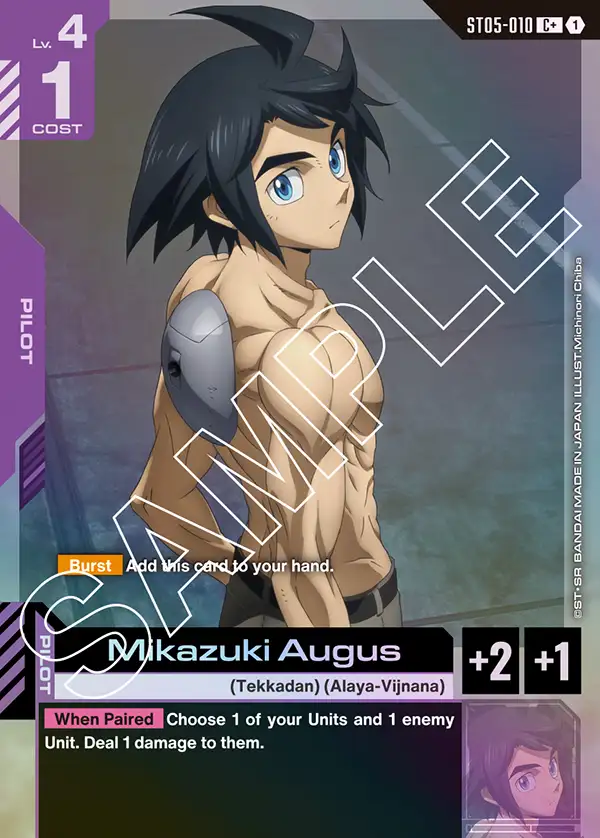 Lv. 4
1
COST
ST05-010 C+ 1
PILOT
SAMPLE
©ST・SR BANDAI MADE IN JAPAN ILLUST.Michinori Chiba
Burst Add this card to your hand.
PILOT
Mikazuki Augus
+2 +1
(Tekkadan) (Alaya-Vijnana)
When Paired Choose 1 of your Units and 1 enemy
Unit. Deal 1 damage to them.